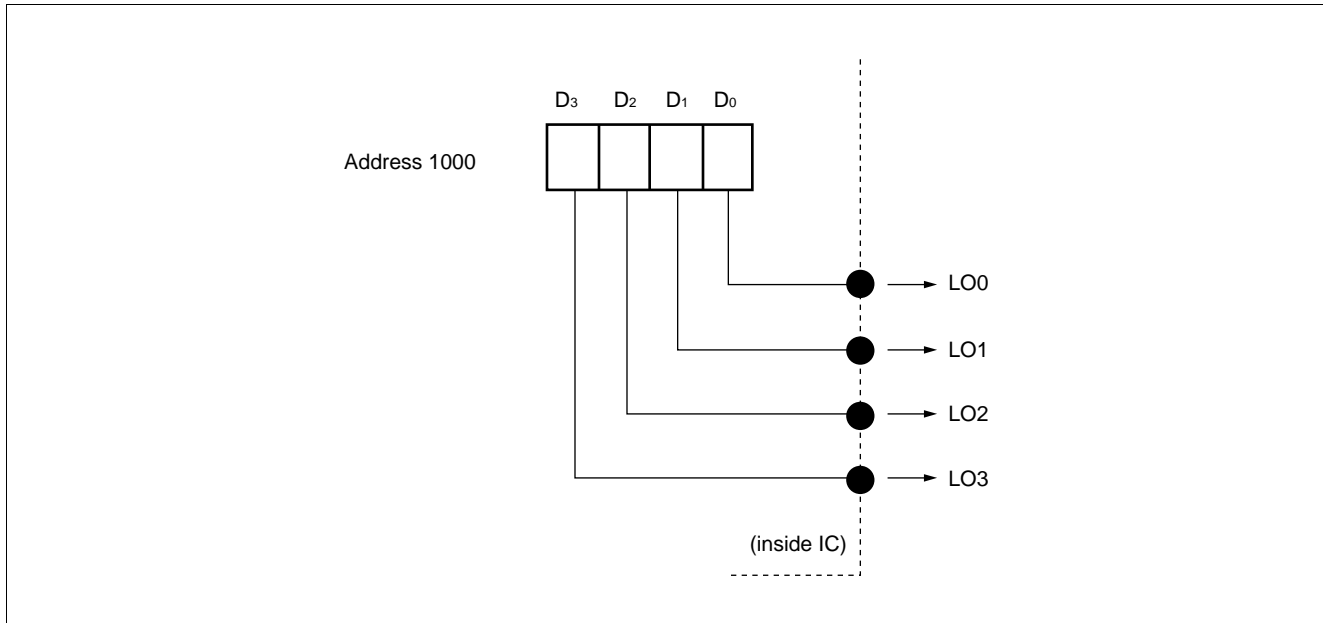 D3 D2 D1 D0
Address 1000
LO0
LO1
LO2
LO3
(inside IC)